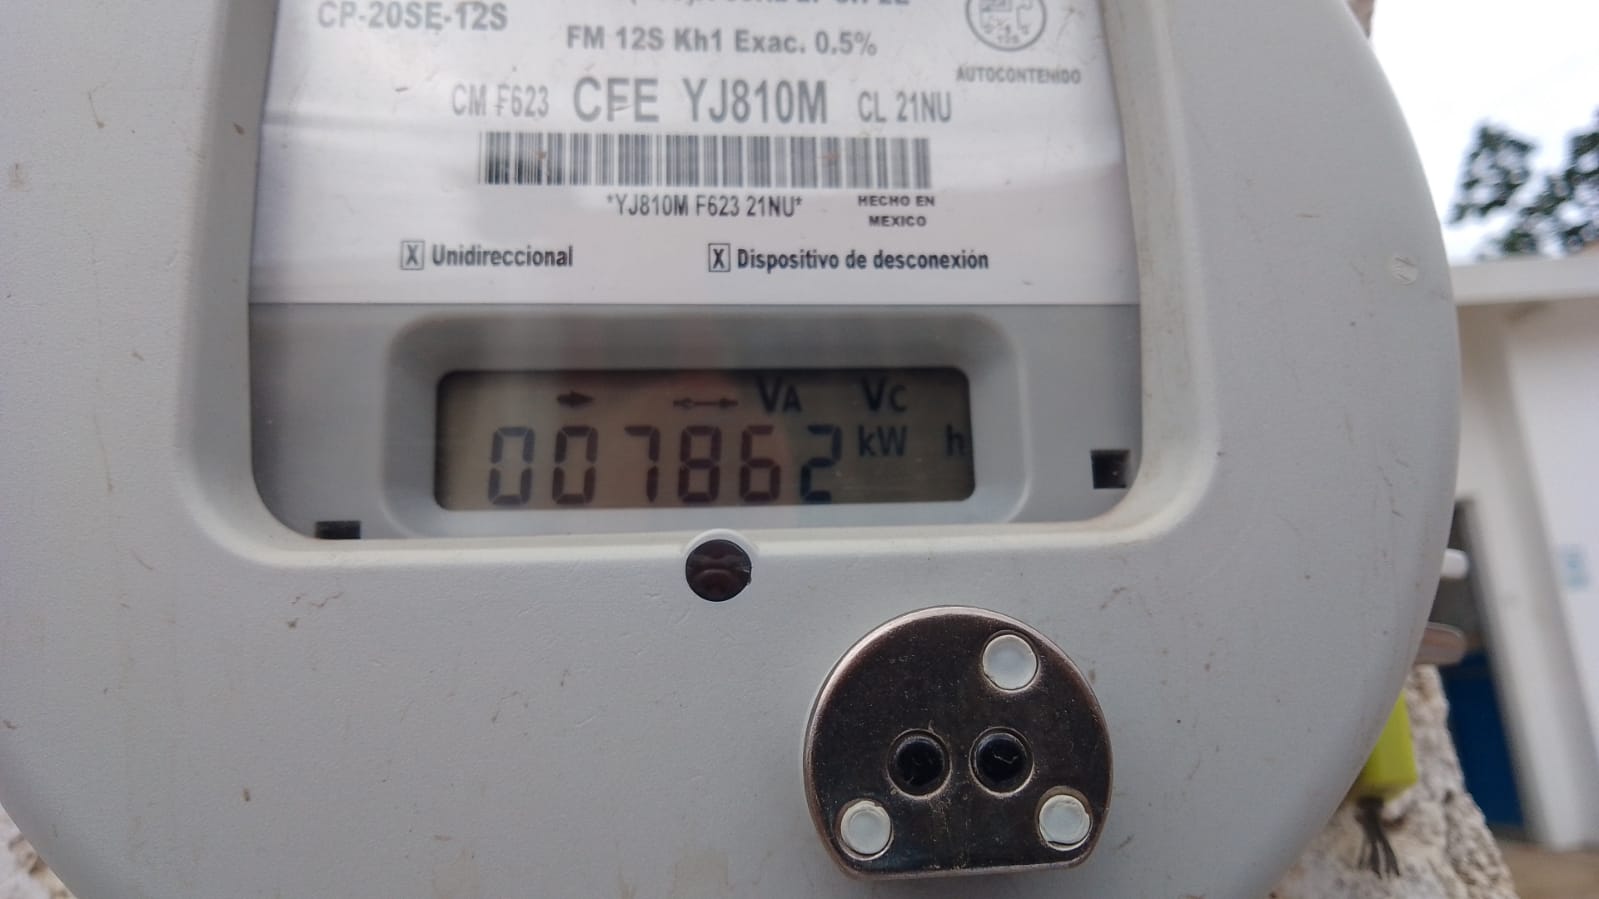 CP-20SE-12S
FM 12S Kh1 Exac. 0.5%
AUTOCONTENIDO
CM F623 CFE YJ810M CL 21NU
*YJ810M F623 21NU*
HECHO EN
MEXICO
X Unidireccional
X Dispositivo de desconexión
VA VC
007862 kW h